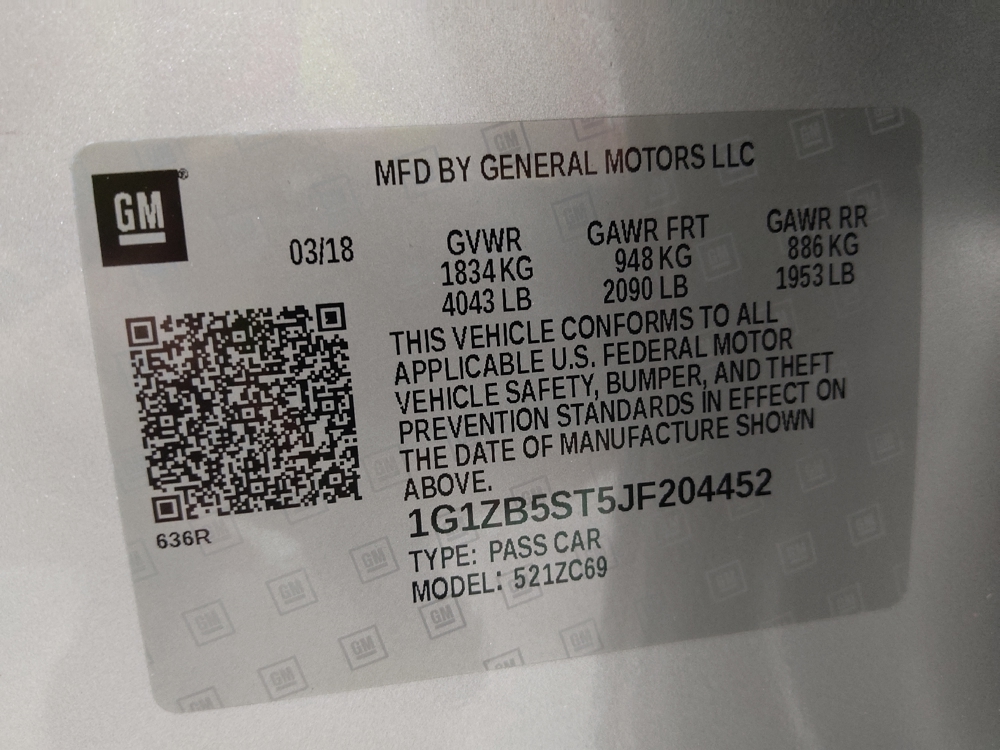 MFD BY GENERAL MOTORS LLC
GM®
03/18
GVWR
1834 KG
4043 LB
GAWR FRT
948 KG
2090 LB
GAWR RR
886 KG
1953 LB
THIS VEHICLE CONFORMS TO ALL
APPLICABLE U.S. FEDERAL MOTOR
VEHICLE SAFETY, BUMPER, AND THEFT
PREVENTION STANDARDS IN EFFECT ON
THE DATE OF MANUFACTURE SHOWN
ABOVE.
1G1ZB5ST5JF204452
TYPE: PASS CAR
MODEL: 521ZC69
636R